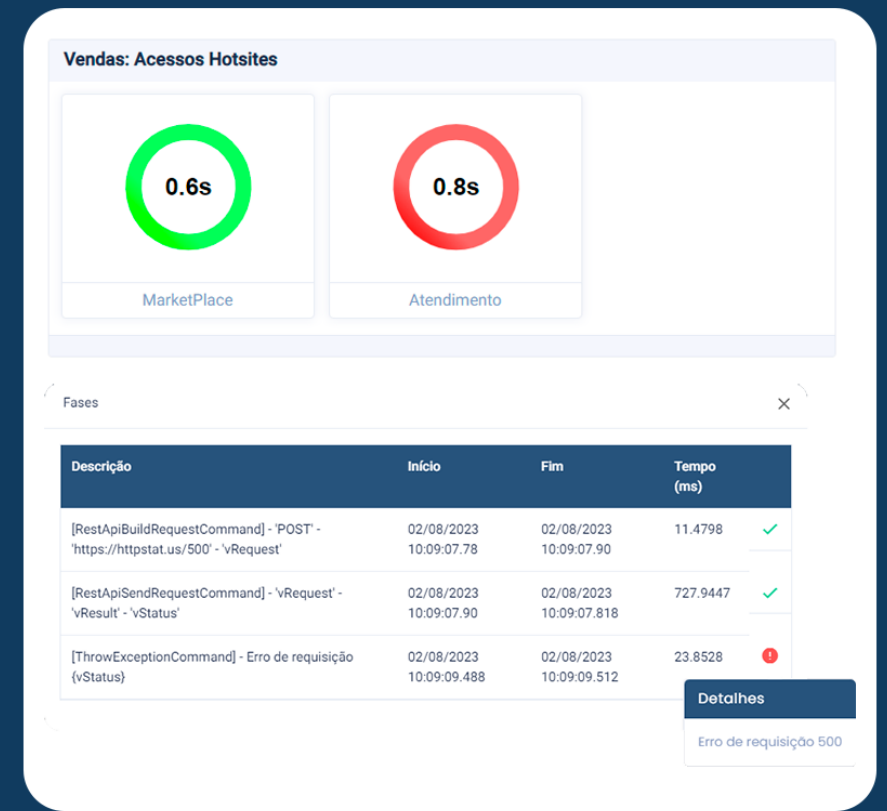 Vendas: Acessos Hotsites
0.6s
0.8s
MarketPlace
Atendimento
Fases
Descrição
Início
Fim
Tempo
(ms)
[RestApiBuildRequestCommand] - 'POST' -
'https://httpstat.us/500' - 'vRequest'
02/08/2023
10:09:07.78
02/08/2023
10:09:07.90
11.4798
[RestApiSendRequestCommand] - 'vRequest' -
'vResult' - 'vStatus'
02/08/2023
10:09:07.90
02/08/2023
10:09:07.818
727.9447
[ThrowExceptionCommand] - Erro de requisição
{vStatus}
02/08/2023
10:09:09.488
02/08/2023
10:09:09.512
23.8528
Detalhes
Erro de requisição 500